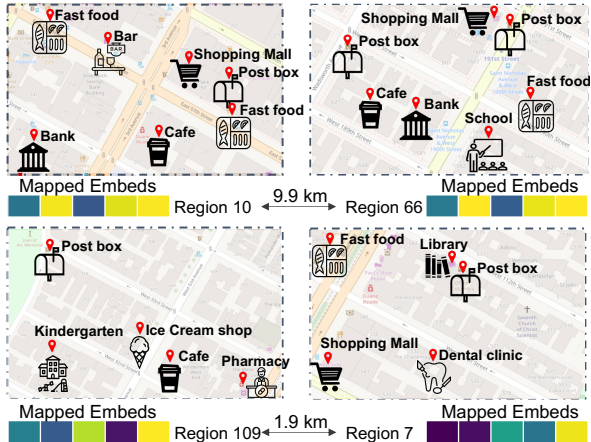 Fast food
Bar
BAR
Shopping Mall
Post box
Fast food
Bank
Cafe
Shopping Mall
Post box
Post box
191st Street
Cafe
Bank
Fast food
School
Mapped Embeds
Region 10
9.9 km
Region 66
Mapped Embeds
Post box
Kindergarten
Ice Cream shop
Cafe
Pharmacy
Fast food
Library
Post box
Shopping Mall
Dental clinic
Mapped Embeds
Region 109
1.9 km
Region 7
Mapped Embeds